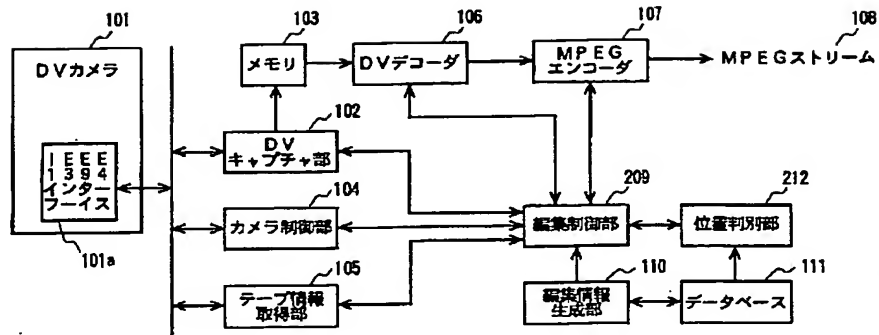 101
DVカメラ
IEEE
1394
インター
フェイス
101a
103
メモリ
106
DVデコーダ
107
MPEG
エンコーダ
108
MPEGストリーム
102
DV
キャプチャ部
104
カメラ制御部
105
テープ情報
取得部
209
編集制御部
212
位置判別部
110
編集情報
生成部
111
データベース